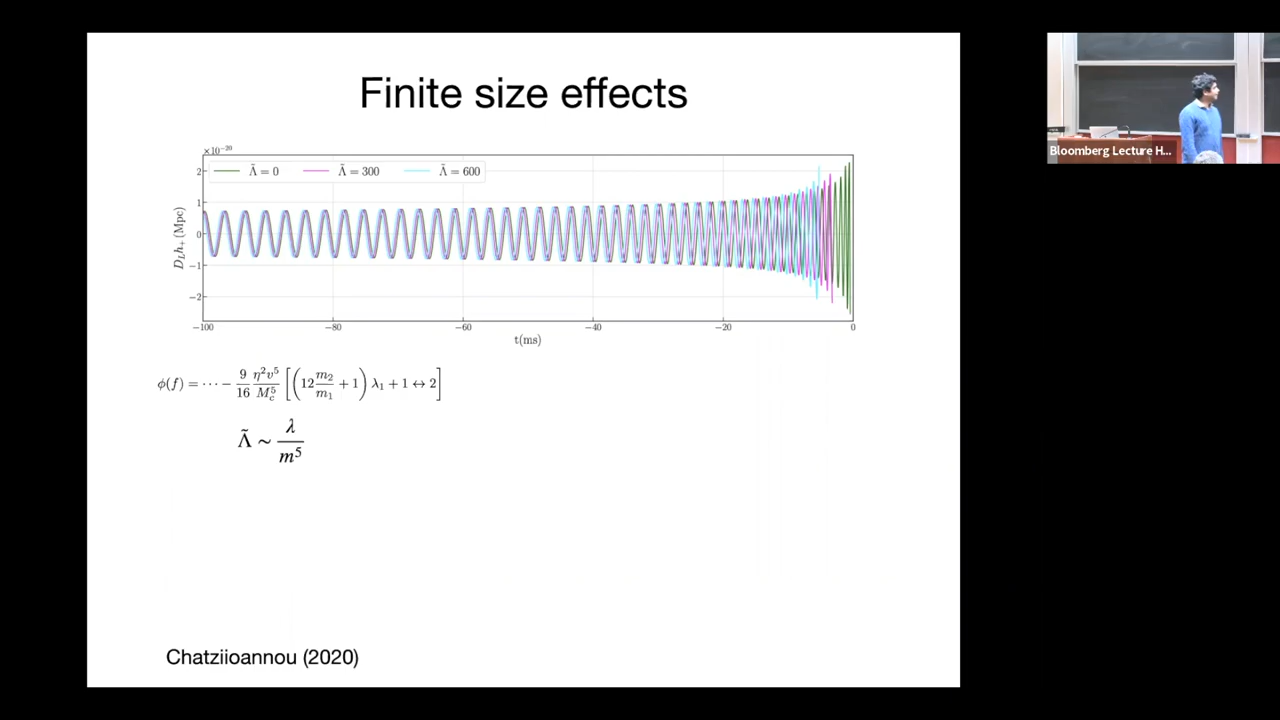 Finite size effects
×10⁻²⁰
Λ̃ = 0
Λ̃ = 300
Λ̃ = 600
D_L h_+ (Mpc)
2
1
0
−1
−2
−100
−80
−60
−40
−20
0
t(ms)
ϕ(f) = ⋯ − 9/16 η²v⁵/M_c⁵ [(12 m₂/m₁ + 1) λ₁ + 1 ↔ 2]
Λ̃ ~ λ/m⁵
Chatziioannou (2020)
Bloomberg Lecture H...